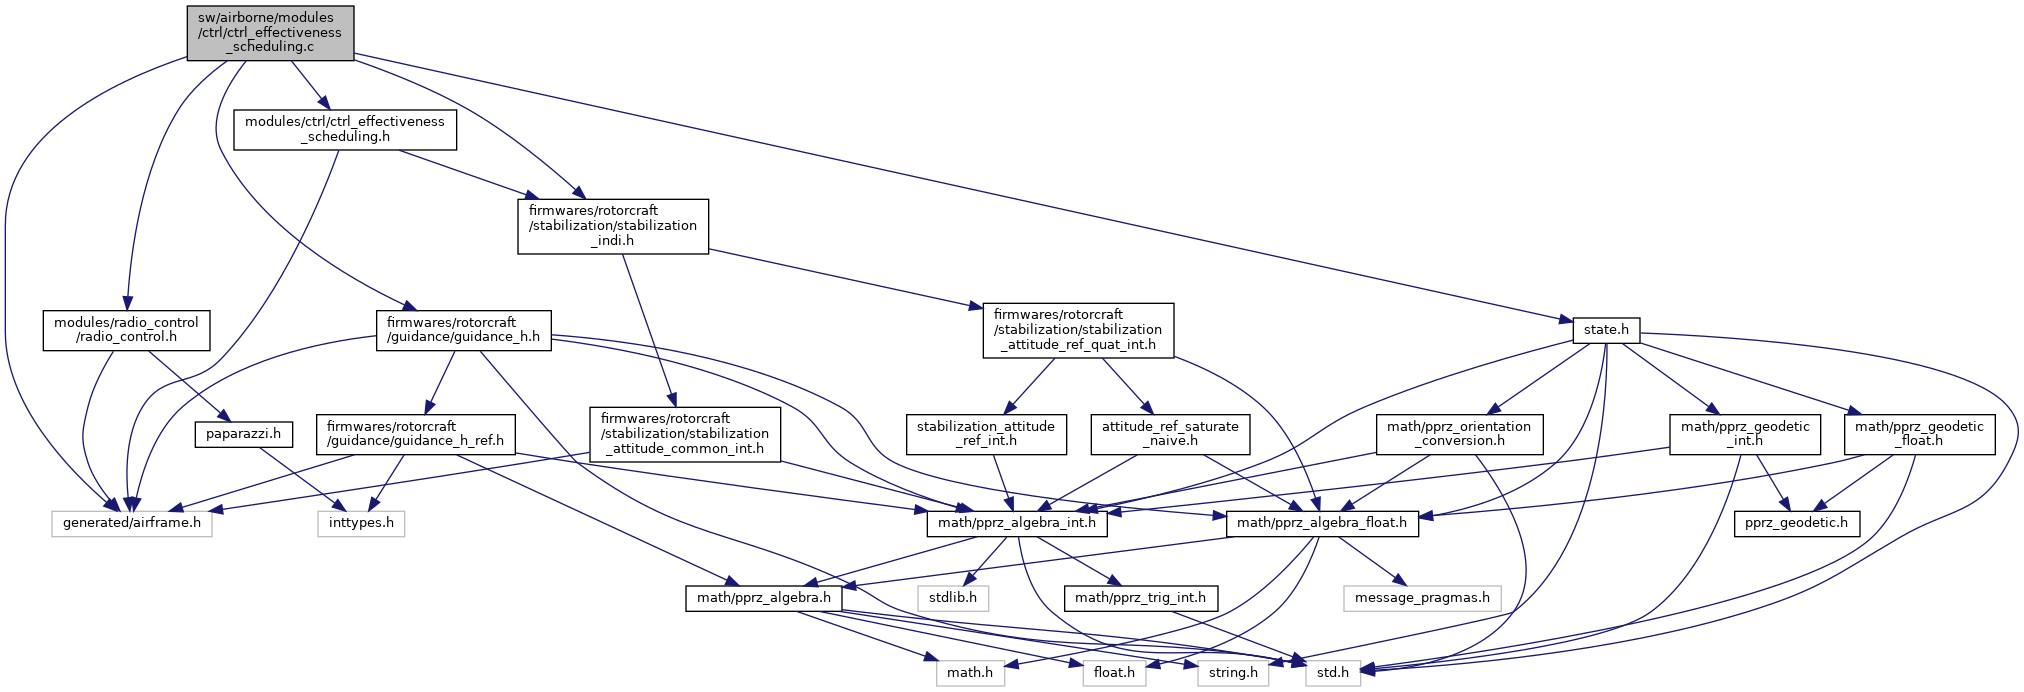 sw/airborne/modules
/ctrl/ctrl_effectiveness
_scheduling.c
modules/ctrl/ctrl_effectiveness
_scheduling.h
firmwares/rotorcraft
/stabilization/stabilization
_indi.h
modules/radio_control
/radio_control.h
firmwares/rotorcraft
/guidance/guidance_h.h
firmwares/rotorcraft
/stabilization/stabilization
_attitude_ref_quat_int.h
state.h
paparazzi.h
firmwares/rotorcraft
/guidance/guidance_h_ref.h
firmwares/rotorcraft
/stabilization/stabilization
_attitude_common_int.h
stabilization_attitude
_ref_int.h
attitude_ref_saturate
_naive.h
math/pprz_orientation
_conversion.h
math/pprz_geodetic
_int.h
math/pprz_geodetic
_float.h
generated/airframe.h
inttypes.h
math/pprz_algebra_int.h
math/pprz_algebra_float.h
pprz_geodetic.h
math/pprz_algebra.h
stdlib.h
math/pprz_trig_int.h
message_pragmas.h
math.h
float.h
string.h
std.h